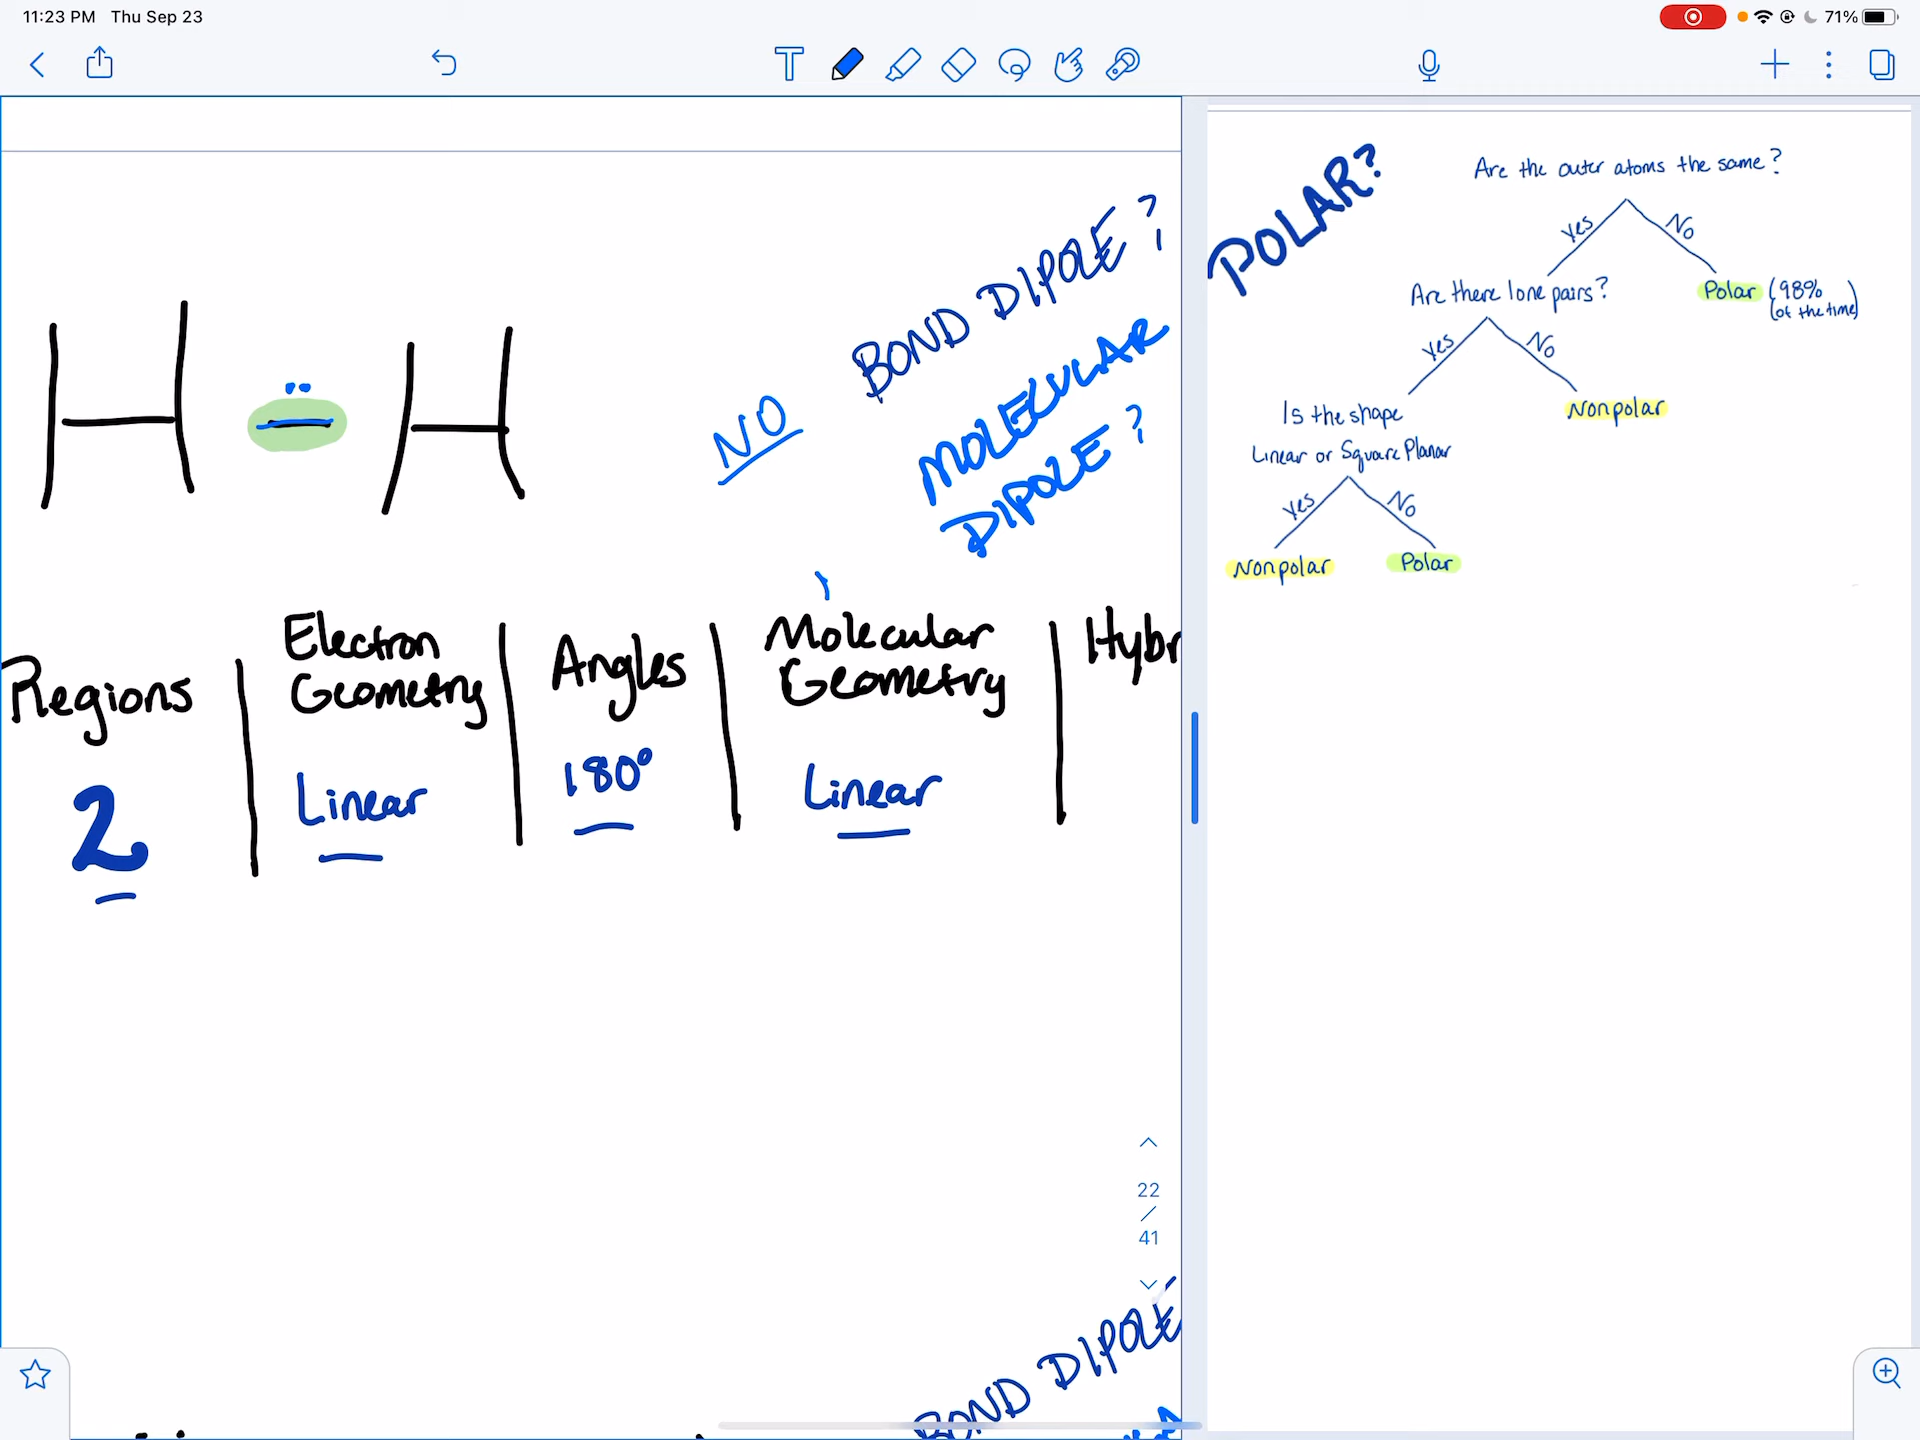 11:23 PM Thu Sep 23
71%
T
H H
NO
BOND DIPOLE?
MOLECULAR
DIPOLE?
Regions
Electron
Geometry
Angles
Molecular
Geometry
Hybr
2
Linear
180°
Linear
22
/
41
BOND DIPOLE
POLAR?
Are the outer atoms the same?
yes No
Are there lone pairs?
Polar (98%
of the time)
yes No
Is the shape
Linear or Square Planar
Nonpolar
yes No
Nonpolar
Polar